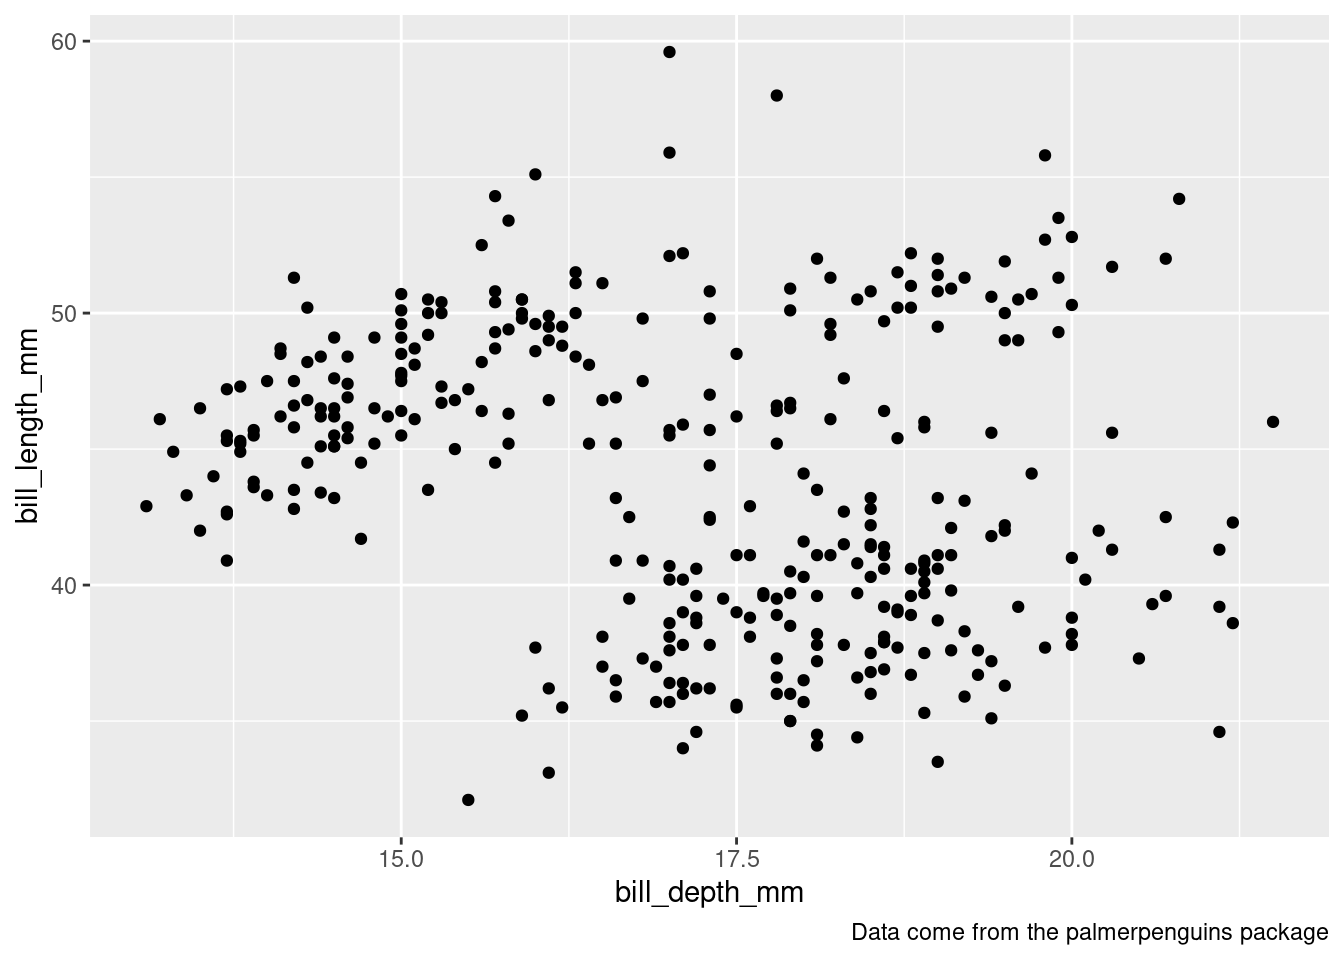 60
50
40
bill_length_mm
15.0 17.5 20.0
bill_depth_mm
Data come from the palmerpenguins package